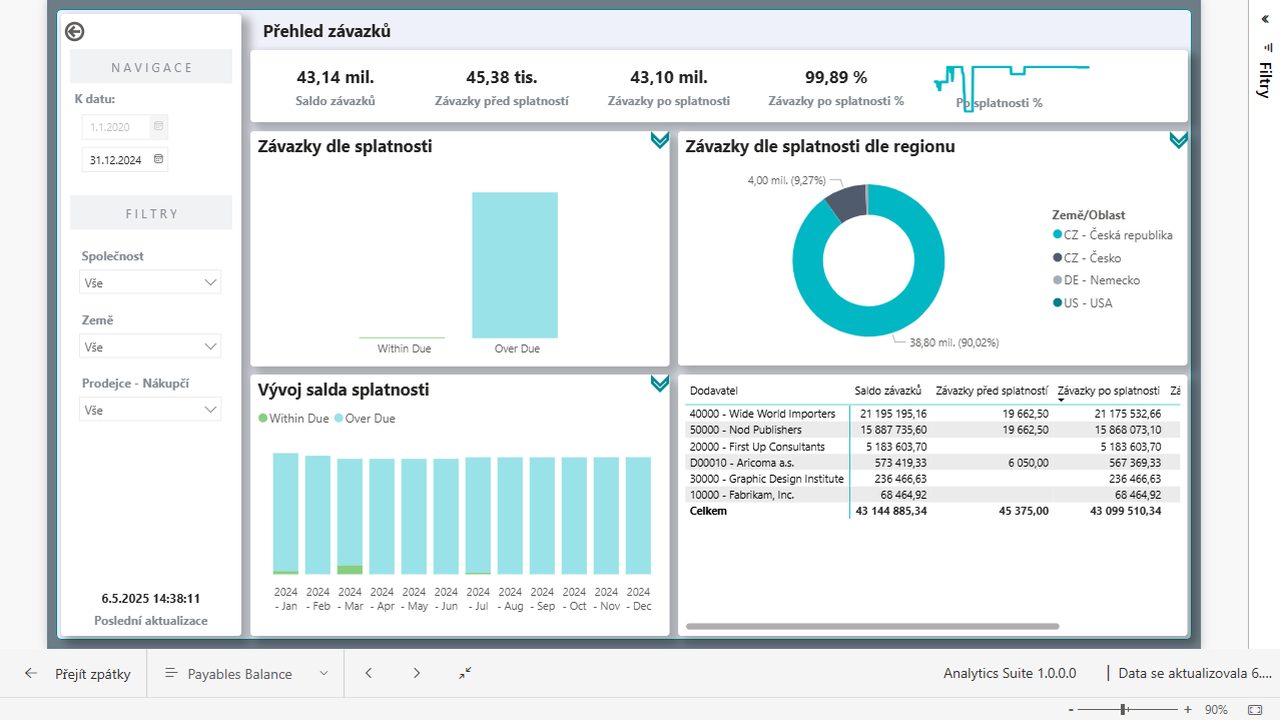 Přehled závazků
NAVIGACE
K datu:
1.1.2020
31.12.2024
FILTRY
Společnost
Vše
Země
Vše
Prodejce - Nákupčí
Vše
6.5.2025 14:38:11
Poslední aktualizace
43,14 mil.
Saldo závazků
45,38 tis.
Závazky před splatností
43,10 mil.
Závazky po splatnosti
99,89 %
Závazky po splatnosti %
Po splatnosti %
Závazky dle splatnosti
Within Due
Over Due
Závazky dle splatnosti dle regionu
4,00 mil. (9,27%)
38,80 mil. (90,02%)
Země/Oblast
CZ - Česká republika
CZ - Česko
DE - Nemecko
US - USA
Vývoj salda splatnosti
Within Due Over Due
2024 2024 2024 2024 2024 2024 2024 2024 2024 2024 2024 2024
- Jan - Feb - Mar - Apr - May - Jun - Jul - Aug - Sep - Oct - Nov - Dec
Dodavatel Saldo závazků Závazky před splatností Závazky po splatnosti Zá
40000 - Wide World Importers 21 195 195,16 19 662,50 21 175 532,66
50000 - Nod Publishers 15 887 735,60 19 662,50 15 868 073,10
20000 - First Up Consultants 5 183 603,70 5 183 603,70
D00010 - Aricoma a.s. 573 419,33 6 050,00 567 369,33
30000 - Graphic Design Institute 236 466,63 236 466,63
10000 - Fabrikam, Inc. 68 464,92 68 464,92
Celkem 43 144 885,34 45 375,00 43 099 510,34
Filtry
Přejít zpátky
Payables Balance
Analytics Suite 1.0.0.0 | Data se aktualizovala 6....
- + 90%